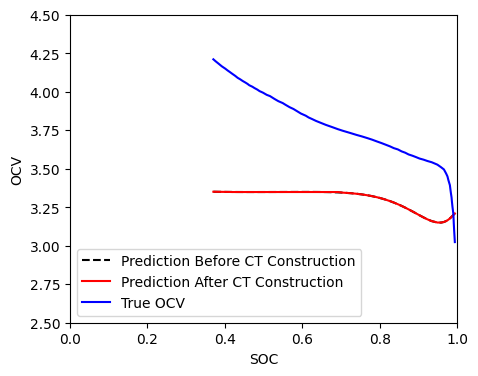 4.50
4.25
4.00
3.75
3.50
3.25
3.00
2.75
2.50
OCV
Prediction Before CT Construction
Prediction After CT Construction
True OCV
0.0 0.2 0.4 0.6 0.8 1.0
SOC